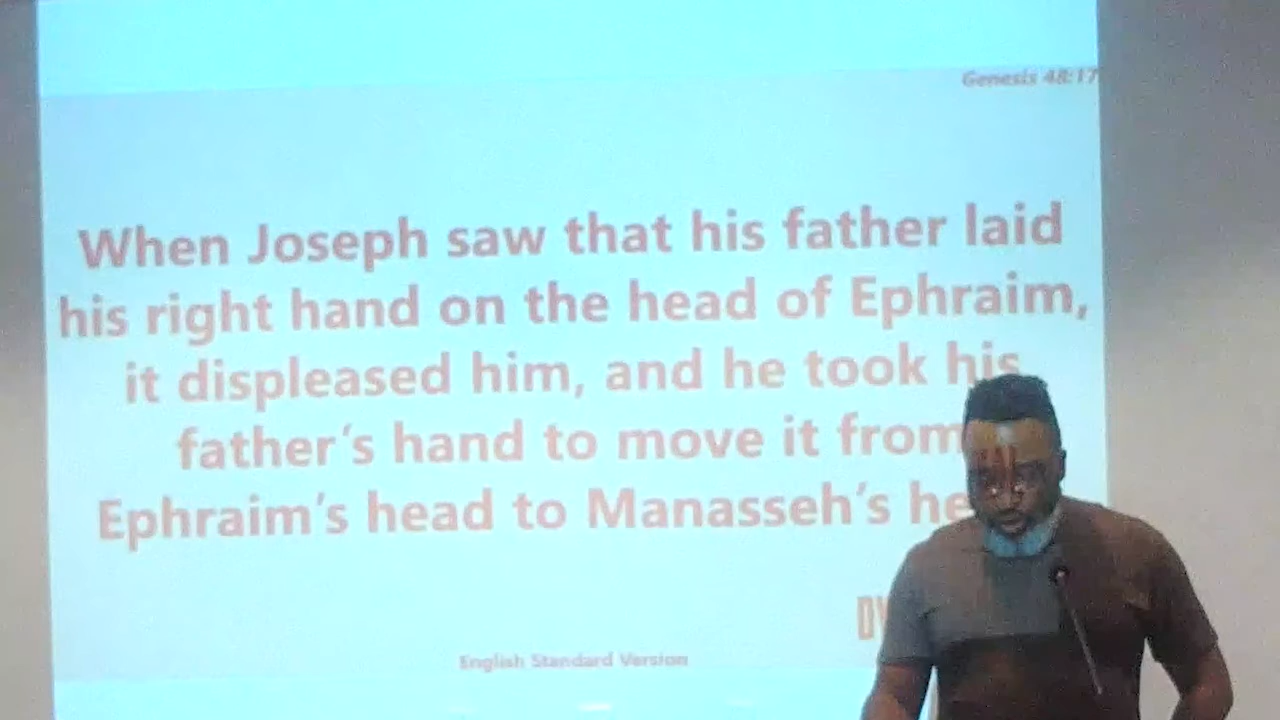 Genesis 48:17
When Joseph saw that his father laid
his right hand on the head of Ephraim,
it displeased him, and he took his
father's hand to move it from
Ephraim's head to Manasseh's he
English Standard Version